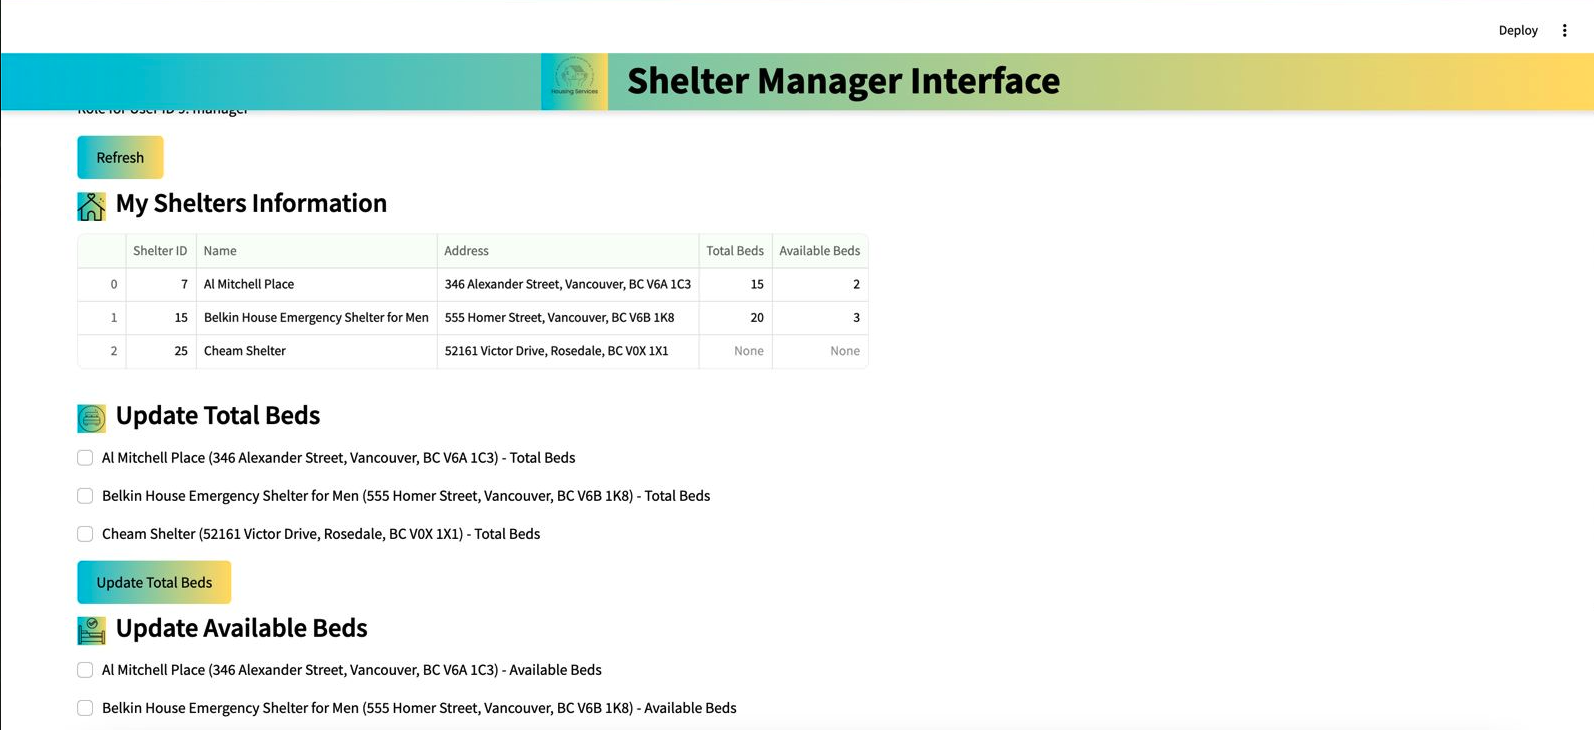 Deploy
Housing Services
Shelter Manager Interface
Role for User ID 9: manager
Refresh
My Shelters Information
Shelter ID Name Address Total Beds Available Beds
0 7 Al Mitchell Place 346 Alexander Street, Vancouver, BC V6A 1C3 15 2
1 15 Belkin House Emergency Shelter for Men 555 Homer Street, Vancouver, BC V6B 1K8 20 3
2 25 Cheam Shelter 52161 Victor Drive, Rosedale, BC V0X 1X1 None None
Update Total Beds
Al Mitchell Place (346 Alexander Street, Vancouver, BC V6A 1C3) - Total Beds
Belkin House Emergency Shelter for Men (555 Homer Street, Vancouver, BC V6B 1K8) - Total Beds
Cheam Shelter (52161 Victor Drive, Rosedale, BC V0X 1X1) - Total Beds
Update Total Beds
Update Available Beds
Al Mitchell Place (346 Alexander Street, Vancouver, BC V6A 1C3) - Available Beds
Belkin House Emergency Shelter for Men (555 Homer Street, Vancouver, BC V6B 1K8) - Available Beds